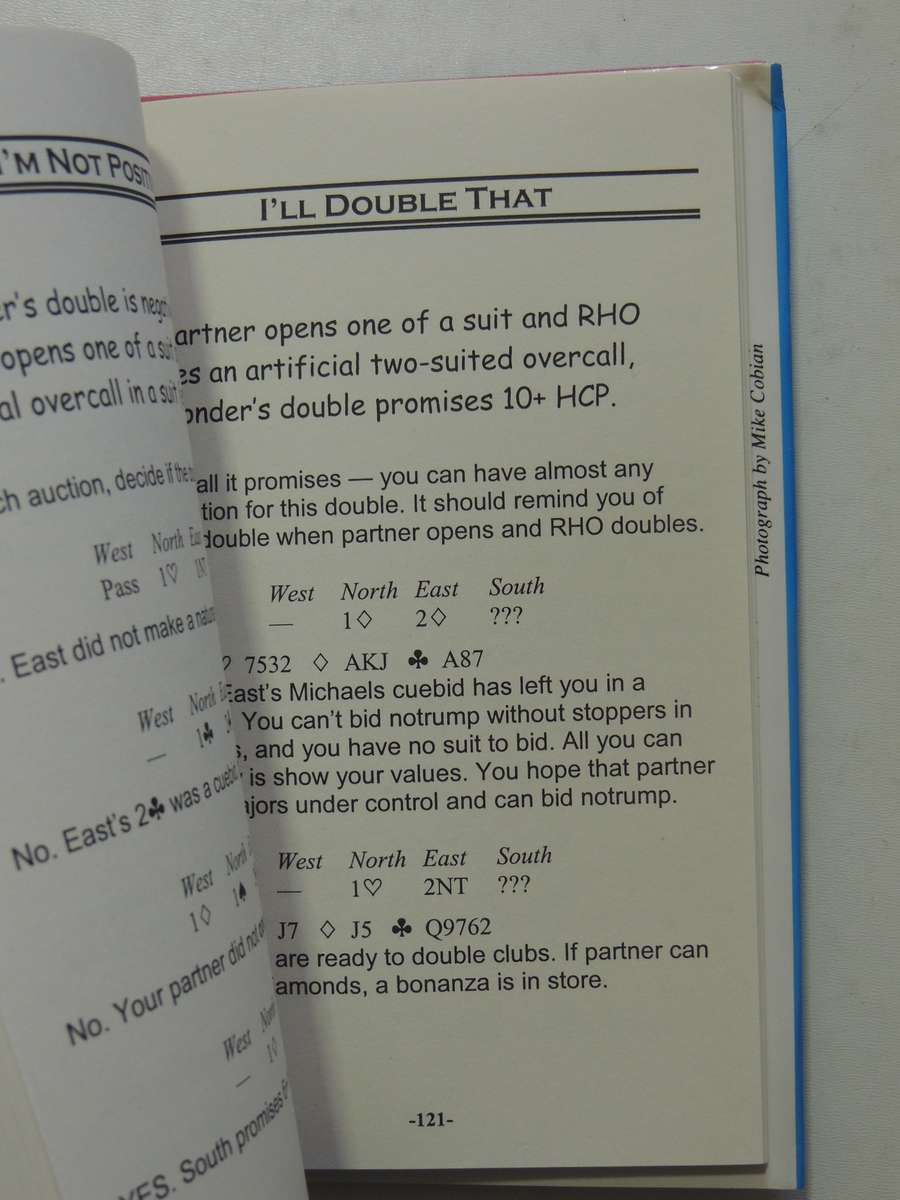 I'M NOT
er's double is
opens one of a
al overcall in a suit
ch auction, decide if the
West North
Pass 1♡
. East did not make a
West North
— 1♣
No. East's 2♣ was a cuebid
West North
1♢ 1♠
No. Your partner did not
West
— 1♡
YES. South promises
I'LL DOUBLE THAT
artner opens one of a suit and RHO
es an artificial two-suited overcall,
onder's double promises 10+ HCP.
all it promises — you can have almost any
tion for this double. It should remind you of
double when partner opens and RHO doubles.
West North East South
— 1♢ 2♢ ???
♡ 7532 ♢ AKJ ♣ A87
East's Michaels cuebid has left you in a
You can't bid notrump without stoppers in
s, and you have no suit to bid. All you can
is show your values. You hope that partner
ajors under control and can bid notrump.
West North East South
— 1♡ 2NT ???
J7 ♢ J5 ♣ Q9762
are ready to double clubs. If partner can
amonds, a bonanza is in store.
-121-
Photograph by Mike Cobian